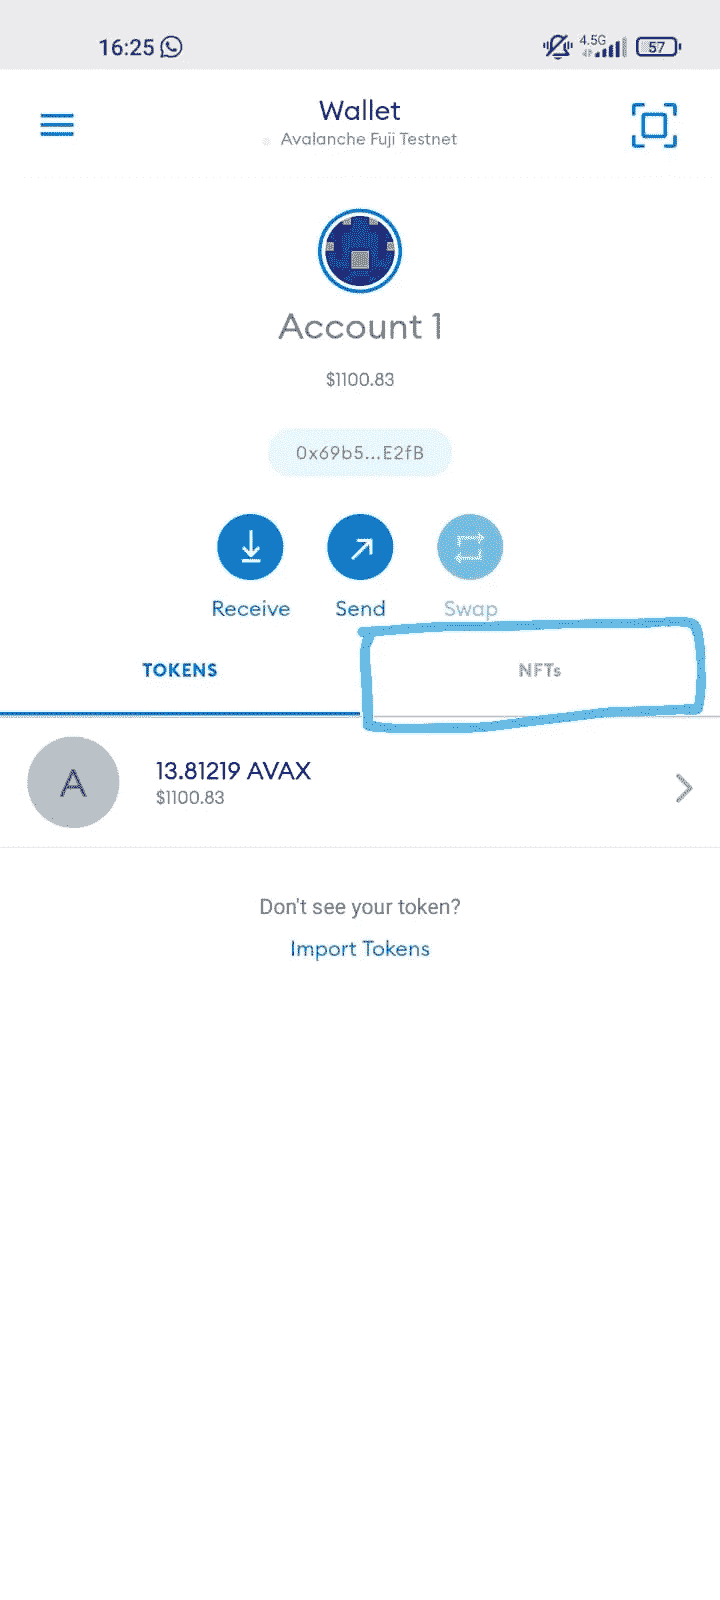 16:25
4.5G
57
Wallet
Avalanche Fuji Testnet
Account 1
$1100.83
0x69b5...E2fB
Receive
Send
Swap
TOKENS
NFTs
A
13.81219 AVAX
$1100.83
Don't see your token?
Import Tokens